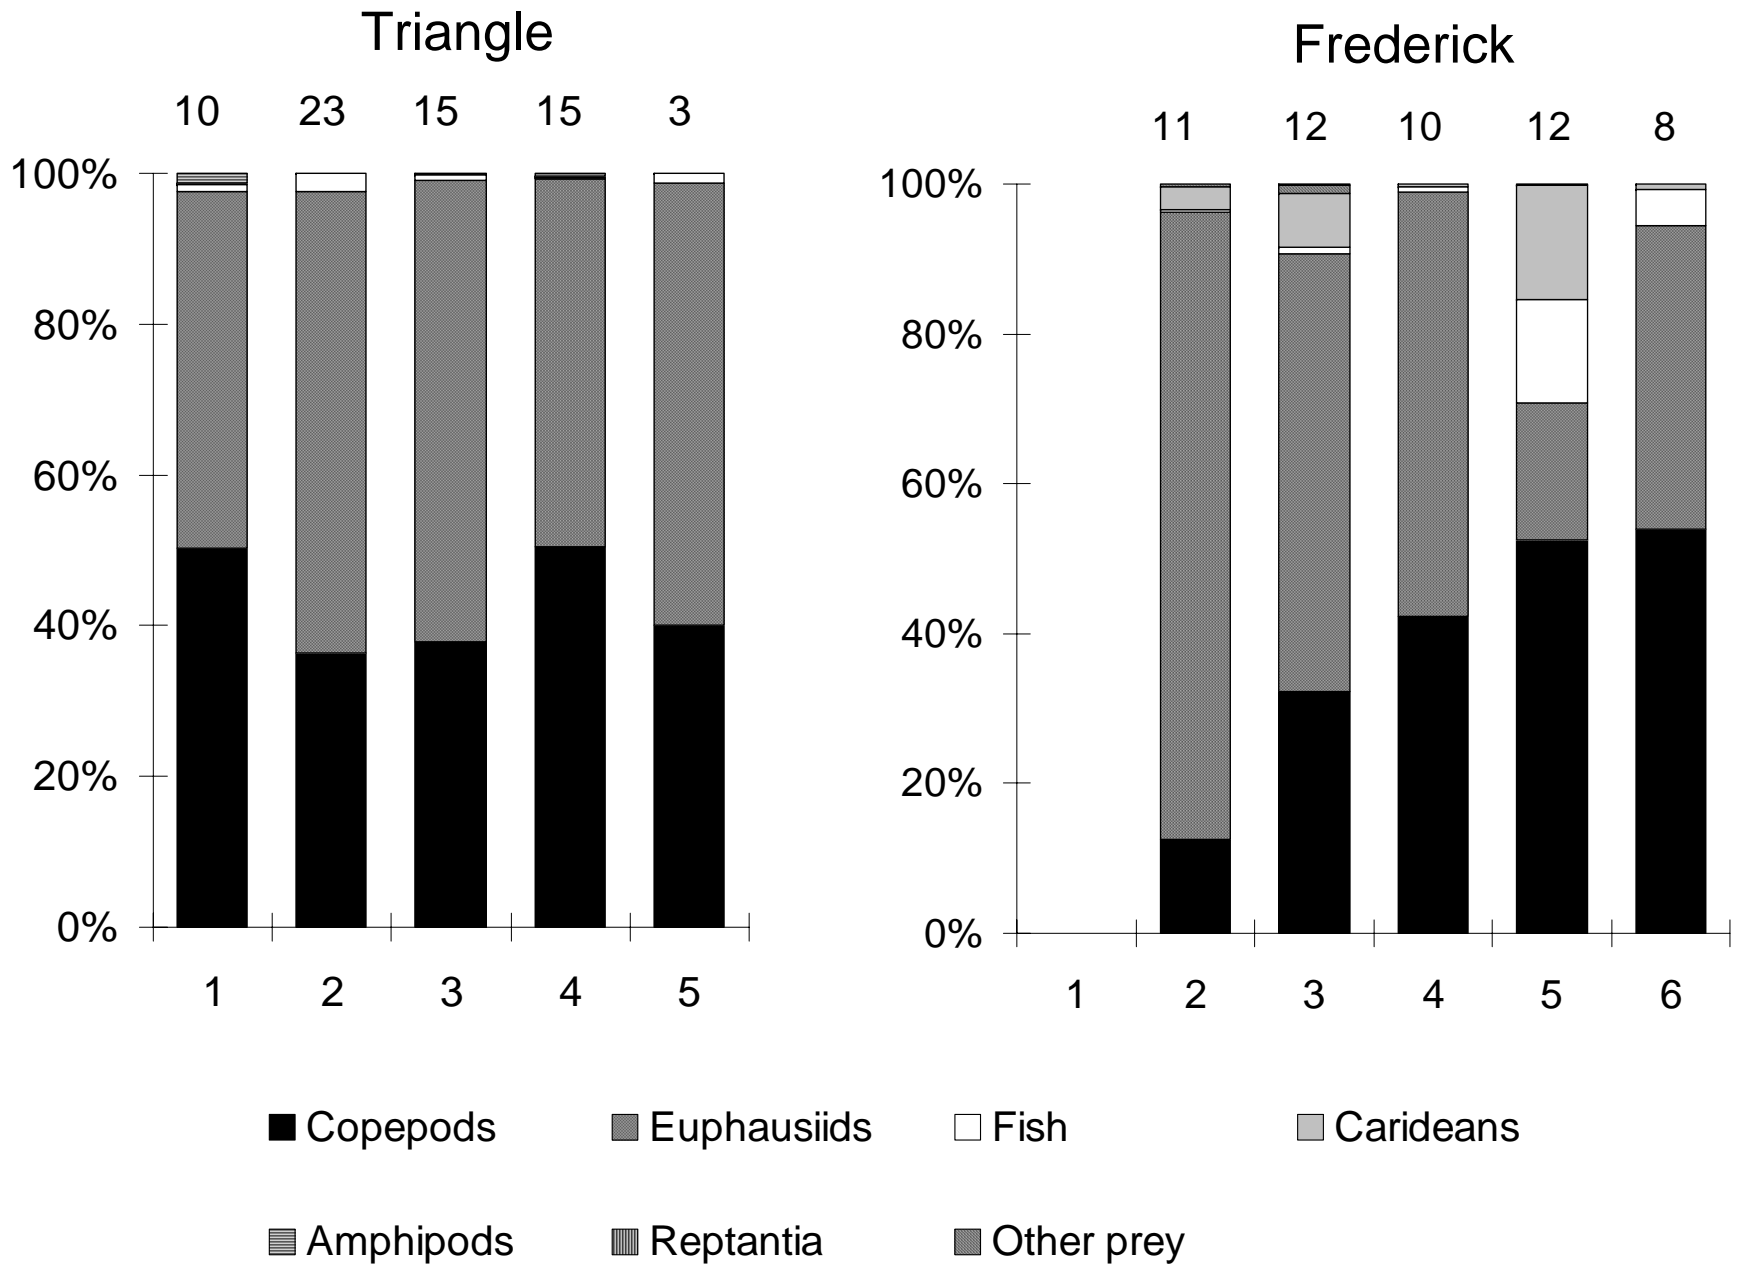 Triangle
10 23 15 15 3
100%
80%
60%
40%
20%
0%
1 2 3 4 5
Frederick
11 12 10 12 8
100%
80%
60%
40%
20%
0%
1 2 3 4 5 6
Copepods Euphausiids Fish Carideans
Amphipods Reptantia Other prey